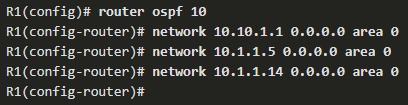 R1(config)# router ospf 10
R1(config-router)# network 10.10.1.1 0.0.0.0 area 0
R1(config-router)# network 10.1.1.5 0.0.0.0 area 0
R1(config-router)# network 10.1.1.14 0.0.0.0 area 0
R1(config-router)#